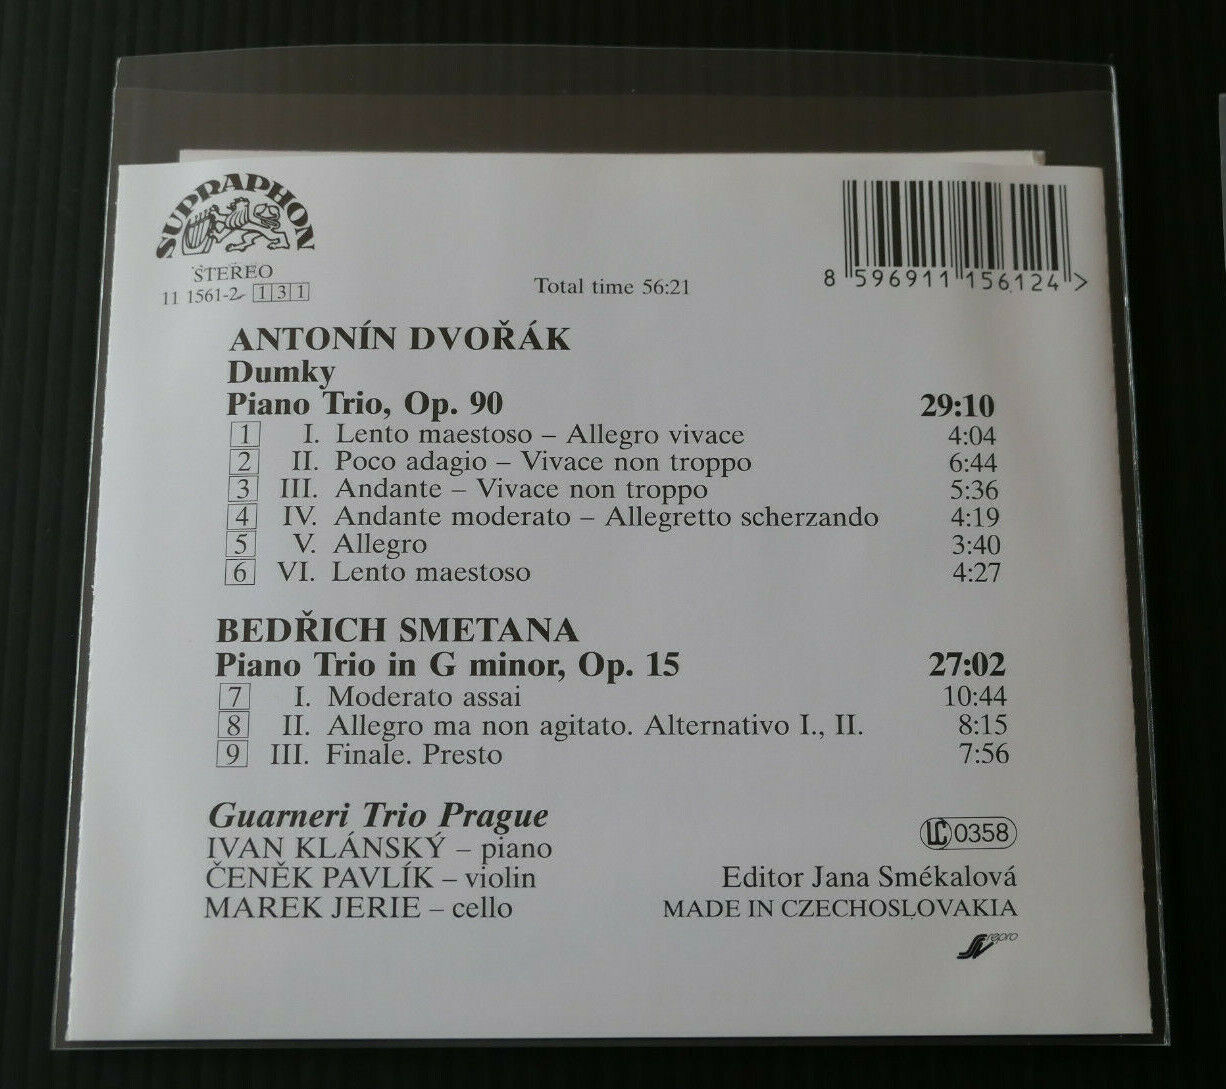 SUPRAPHON
STEREO
11 1561-2 131
Total time 56:21
8 596911 156124 >
ANTONÍN DVOŘÁK
Dumky
Piano Trio, Op. 90 29:10
1 I. Lento maestoso – Allegro vivace 4:04
2 II. Poco adagio – Vivace non troppo 6:44
3 III. Andante – Vivace non troppo 5:36
4 IV. Andante moderato – Allegretto scherzando 4:19
5 V. Allegro 3:40
6 VI. Lento maestoso 4:27
BEDŘICH SMETANA
Piano Trio in G minor, Op. 15 27:02
7 I. Moderato assai 10:44
8 II. Allegro ma non agitato. Alternativo I., II. 8:15
9 III. Finale. Presto 7:56
Guarneri Trio Prague
IVAN KLÁNSKÝ – piano
ČENĚK PAVLÍK – violin
MAREK JERIE – cello
LC 0358
Editor Jana Smékalová
MADE IN CZECHOSLOVAKIA
SV repro